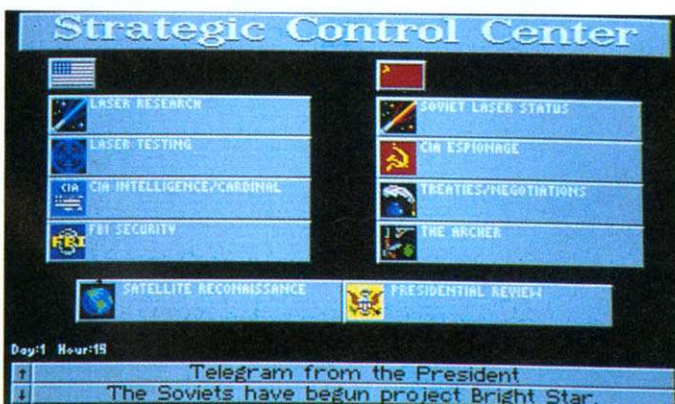 Strategic Control Center
LASER RESEARCH
SOVIET LASER STATUS
LASER TESTING
CIA ESPIONAGE
CIA
CIA INTELLIGENCE/CARDINAL
TREATIES/NEGOTIATIONS
FBI
FBI SECURITY
THE ARCHER
SATELLITE RECONAISSANCE
PRESIDENTIAL REVIEW
Day:1 Hour:15
Telegram from the President
The Soviets have begun project Bright Star.